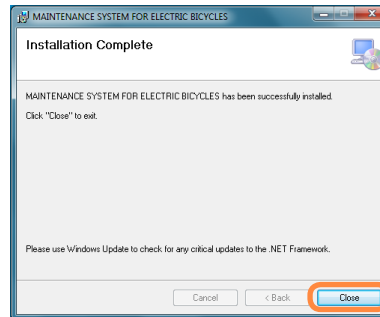 MAINTENANCE SYSTEM FOR ELECTRIC BICYCLES
Installation Complete
MAINTENANCE SYSTEM FOR ELECTRIC BICYCLES has been successfully installed.
Click "Close" to exit.
Please use Windows Update to check for any critical updates to the .NET Framework.
Cancel
< Back
Close